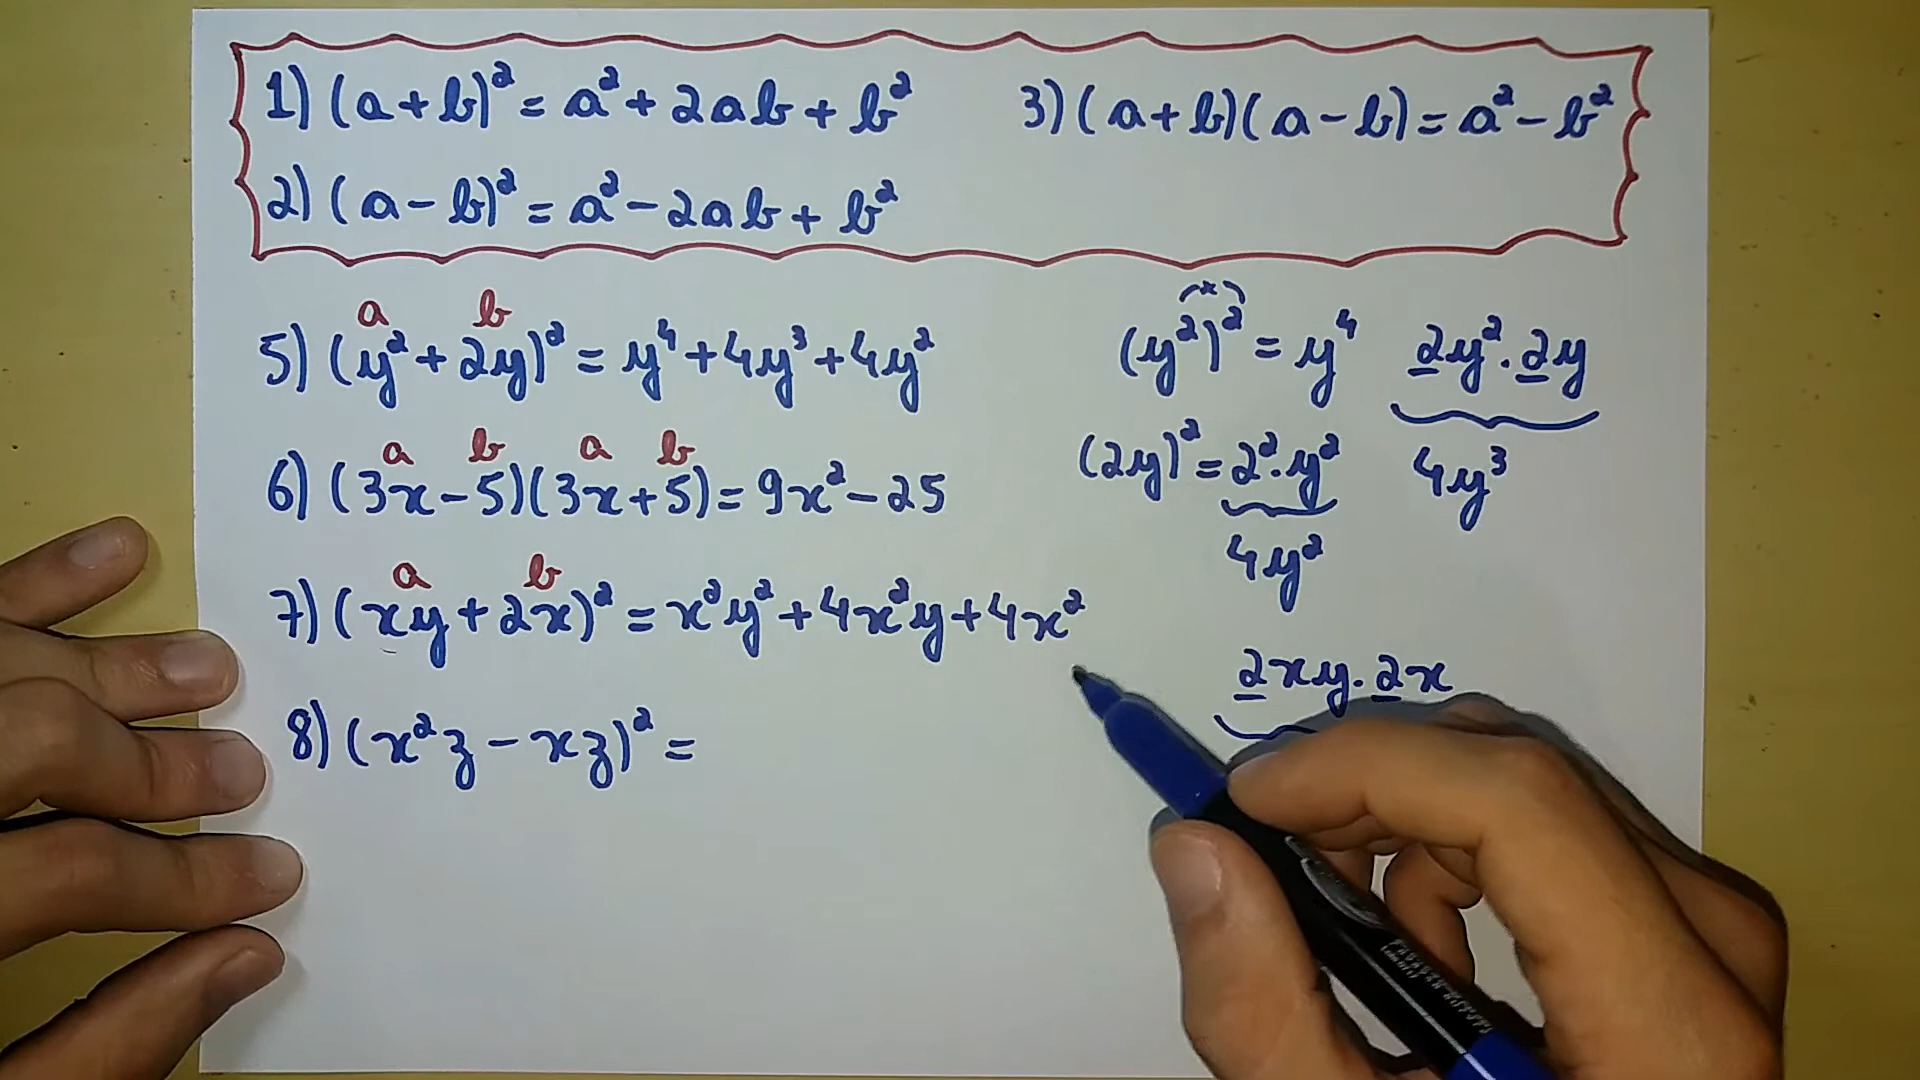 1) (a+b)² = a² + 2ab + b²
3) (a+b)(a-b) = a² - b²
2) (a-b)² = a² - 2ab + b²
a b
5) (y² + 2y)² = y⁴ + 4y³ + 4y²
x
(y²)² = y⁴
2y² . 2y
4y³
(2y)² = 2².y²
4y²
a b a b
6) (3x-5)(3x+5) = 9x² - 25
a b
7) (xy + 2x)² = x²y² + 4x²y + 4x²
2xy . 2x
8) (x²z - xz)² =